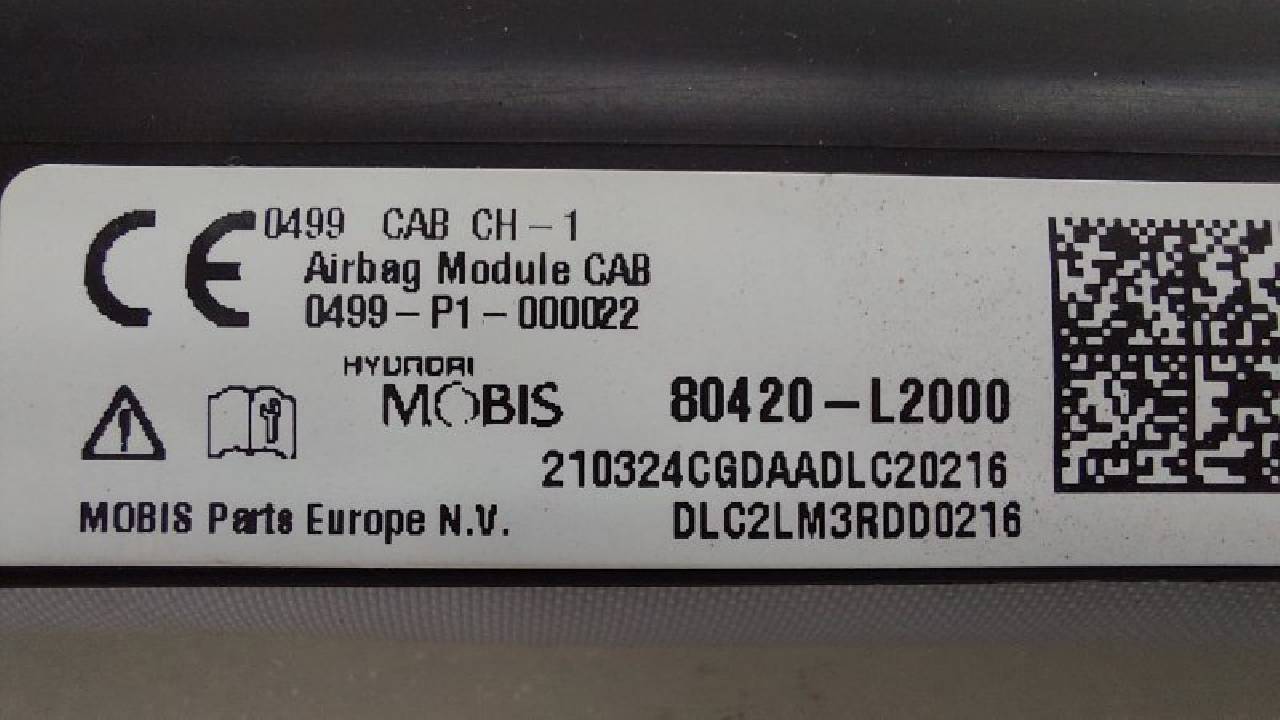 CE 0499 CAB CH-1
Airbag Module CAB
0499-P1-000022
HYUNDAI
MOBIS 80420-L2000
210324CGDAADLC20216
MOBIS Parts Europe N.V. DLC2LM3RDD0216